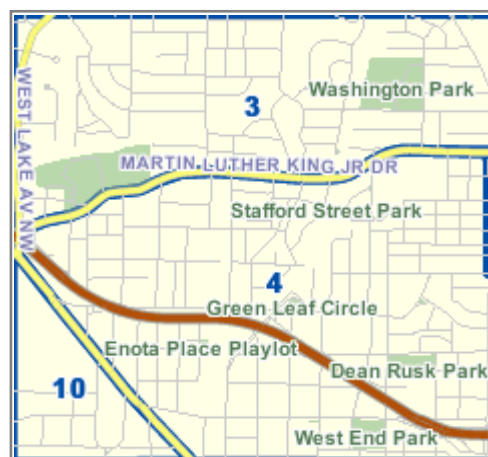 Washington Park
3
WEST LAKE AV NW
MARTIN LUTHER KING JR DR
Stafford Street Park
4
Green Leaf Circle
Enota Place Playlot
Dean Rusk Park
10
West End Park